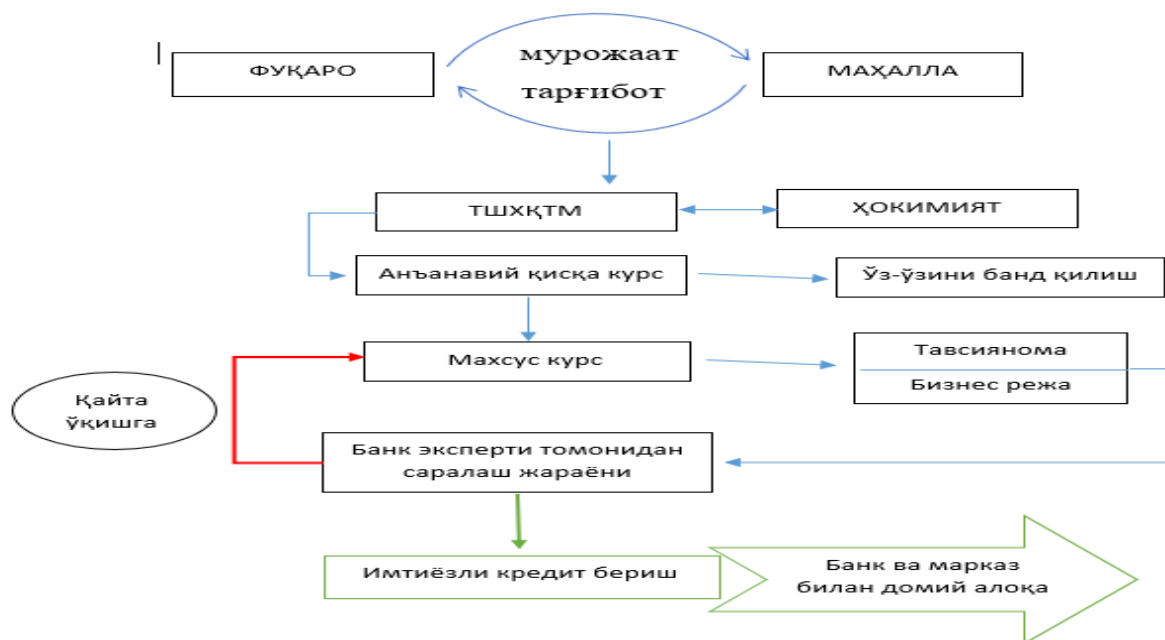 ФУҚАРО
мурожаат
тарғибот
МАҲАЛЛА
ТШХҚТМ
ҲОКИМИЯТ
Анъанавий қисқа курс
Ўз-ўзини банд қилиш
Махсус курс
Тавсиянома
Бизнес режа
Қайта
ўқишга
Банк эксперти томонидан
саралаш жараёни
Имтиёзли кредит бериш
Банк ва марказ
билан домий алоқа